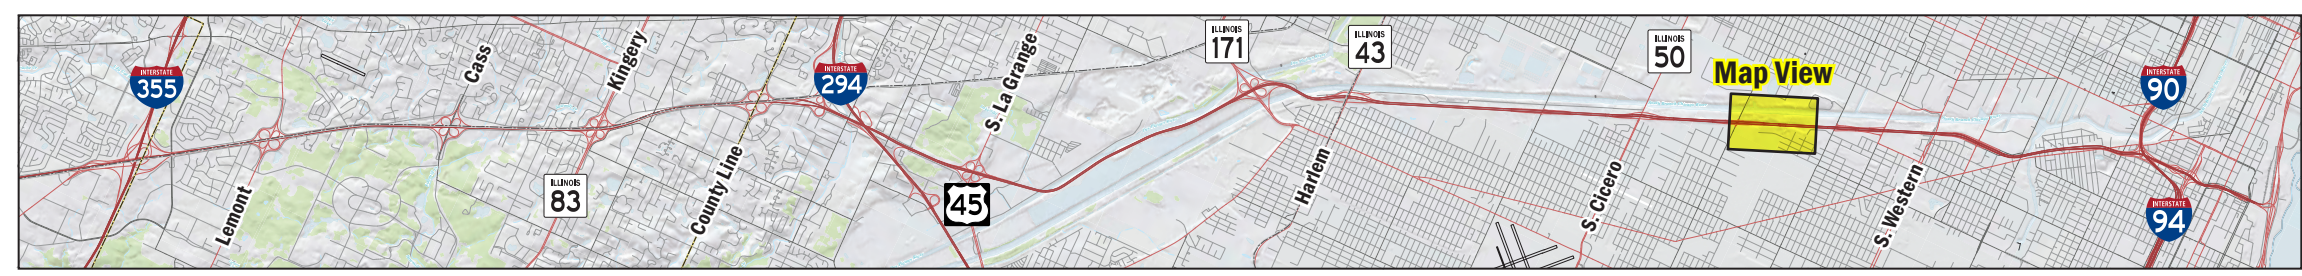 INTERSTATE
355
Lemont
Cass
ILLINOIS
83
Kingery
County Line
INTERSTATE
294
45
S. La Grange
ILLINOIS
171
Harlem
ILLINOIS
43
S. Cicero
ILLINOIS
50
Map View
S. Western
INTERSTATE
90
INTERSTATE
94